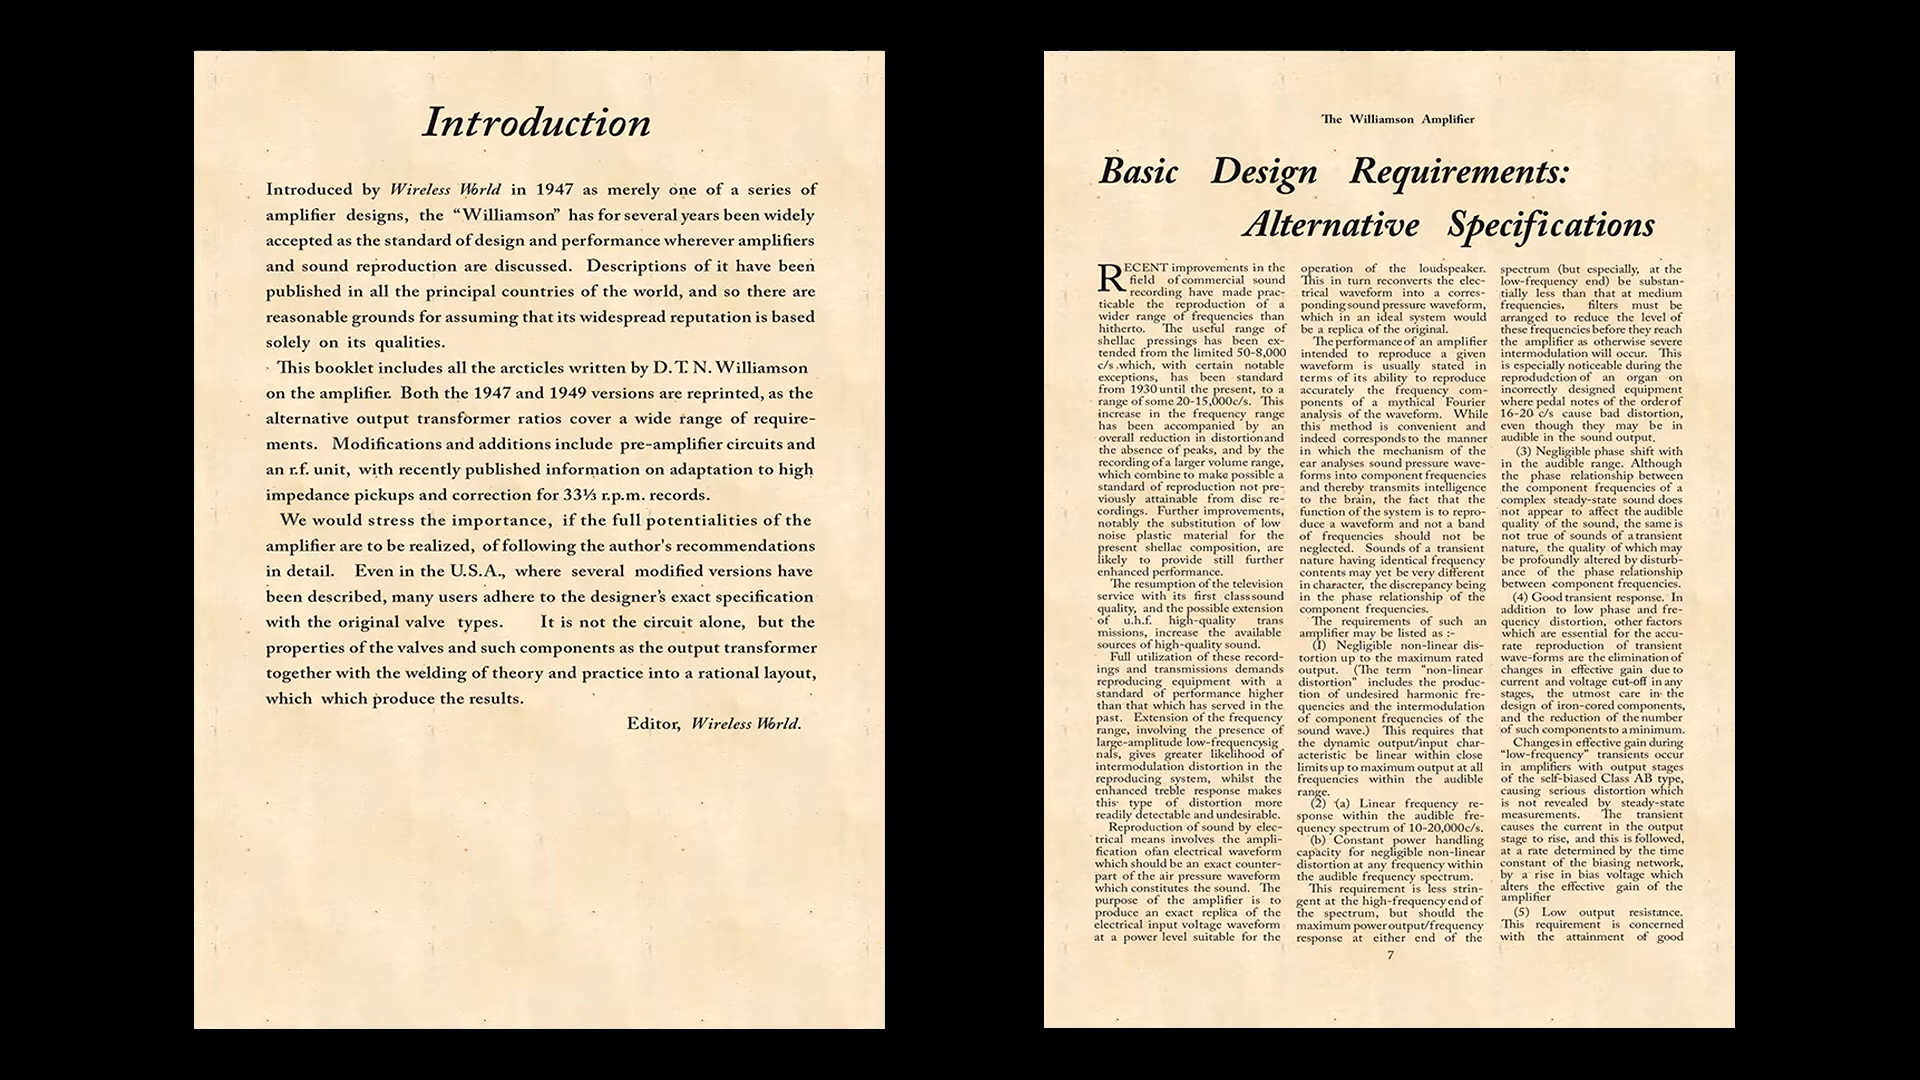 Introduction
Introduced by Wireless World in 1947 as merely one of a series of
amplifier designs, the “Williamson” has for several years been widely
accepted as the standard of design and performance wherever amplifiers
and sound reproduction are discussed. Descriptions of it have been
published in all the principal countries of the world, and so there are
reasonable grounds for assuming that its widespread reputation is based
solely on its qualities.
This booklet includes all the arcticles written by D. T. N. Williamson
on the amplifier. Both the 1947 and 1949 versions are reprinted, as the
alternative output transformer ratios cover a wide range of require-
ments. Modifications and additions include pre-amplifier circuits and
an r.f. unit, with recently published information on adaptation to high
impedance pickups and correction for 33⅓ r.p.m. records.
We would stress the importance, if the full potentialities of the
amplifier are to be realized, of following the author's recommendations
in detail. Even in the U.S.A., where several modified versions have
been described, many users adhere to the designer’s exact specification
with the original valve types. It is not the circuit alone, but the
properties of the valves and such components as the output transformer
together with the welding of theory and practice into a rational layout,
which which produce the results.
Editor, Wireless World.
The Williamson Amplifier
Basic Design Requirements:
Alternative Specifications
RECENT improvements in the
field of commercial sound
recording have made prac-
ticable the reproduction of a
wider range of frequencies than
hitherto. The useful range of
shellac pressings has been ex-
tended from the limited 50-8,000
c/s .which, with certain notable
exceptions, has been standard
from 1930 until the present, to a
range of some 20-15,000c/s. This
increase in the frequency range
has been accompanied by an
overall reduction in distortionand
the absence of peaks, and by the
recording of a larger volume range,
which combine to make possible a
standard of reproduction not pre-
viously attainable from disc re-
cordings. Further improvements,
notably the substitution of low
noise plastic material for the
present shellac composition, are
likely to provide still further
enhanced performance.
The resumption of the television
service with its first class sound
quality, and the possible extension
of u.h.f. high-quality trans
missions, increase the available
sources of high-quality sound.
Full utilization of these record-
ings and transmissions demands
reproducing equipment with a
standard of performance higher
than that which has served in the
past. Extension of the frequency
range, involving the presence of
large-amplitude low-frequencysig
nals, gives greater likelihood of
intermodulation distortion in the
reproducing system, whilst the
enhanced treble response makes
this type of distortion more
readily detectable and undesirable.
Reproduction of sound by elec-
trical means involves the ampli-
fication ofan electrical waveform
which should be an exact counter-
part of the air pressure waveform
which constitutes the sound. The
purpose of the amplifier is to
produce an exact replica of the
electrical input voltage waveform
at a power level suitable for the
operation of the loudspeaker.
This in turn reconverts the elec-
trical waveform into a corres-
ponding sound pressure waveform,
which in an ideal system would
be a replica of the original.
The performance of an amplifier
intended to reproduce a given
waveform is usually stated in
terms of its ability to reproduce
accurately the frequency com-
ponents of a mythical Fourier
analysis of the waveform. While
this method is convenient and
indeed corresponds to the manner
in which the mechanism of the
ear analyses sound pressure wave-
forms into component frequencies
and thereby transmits intelligence
to the brain, the fact that the
function of the system is to repro-
duce a waveform and not a band
of frequencies should not be
neglected. Sounds of a transient
nature having identical frequency
contents may yet be very different
in character, the discrepancy being
in the phase relationship of the
component frequencies.
The requirements of such an
amplifier may be listed as :-
(1) Negligible non-linear dis-
tortion up to the maximum rated
output. (The term "non-linear
distortion" includes the produc-
tion of undesired harmonic fre-
quencies and the intermodulation
of component frequencies of the
sound wave.) This requires that
the dynamic output/input char-
acteristic be linear within close
limits up to maximum output at all
frequencies within the audible
range.
(2) (a) Linear frequency re-
sponse within the audible fre-
quency spectrum of 10-20,000c/s.
(b) Constant power handling
capacity for negligible non-linear
distortion at any frequency within
the audible frequency spectrum.
This requirement is less strin-
gent at the high-frequency end of
the spectrum, but should the
maximum power output/frequency
response at either end of the
spectrum (but especially, at the
low-frequency end) be substan-
tially less than that at medium
frequencies, filters must be
arranged to reduce the level of
these frequencies before they reach
the amplifier as otherwise severe
intermodulation will occur. This
is especially noticeable during the
reprodudction of an organ on
incorrectly designed equipment
where pedal notes of the order of
16-20 c/s cause bad distortion,
even though they may be in
audible in the sound output.
(3) Negligible phase shift with
in the audible range. Although
the phase relationship between
the component frequencies of a
complex steady-state sound does
not appear to affect the audible
quality of the sound, the same is
not true of sounds of a transient
nature, the quality of which may
be profoundly altered by disturb-
ance of the phase relationship
between component frequencies.
(4) Good transient response. In
addition to low phase and fre-
quency distortion, other factors
which are essential for the accu-
rate reproduction of transient
wave-forms are the elimination of
changes in effective gain due to
current and voltage cut-off in any
stages, the utmost care in the
design of iron-cored components,
and the reduction of the number
of such components to a minimum.
Changes in effective gain during
“low-frequency” transients occur
in amplifiers with output stages
of the self-biased Class AB type,
causing serious distortion which
is not revealed by steady-state
measurements. The transient
causes the current in the output
stage to rise, and this is followed,
at a rate determined by the time
constant of the biasing network,
by a rise in bias voltage which
alters the effective gain of the
amplifier
(5) Low output resistance.
This requirement is concerned
with the attainment of good
7